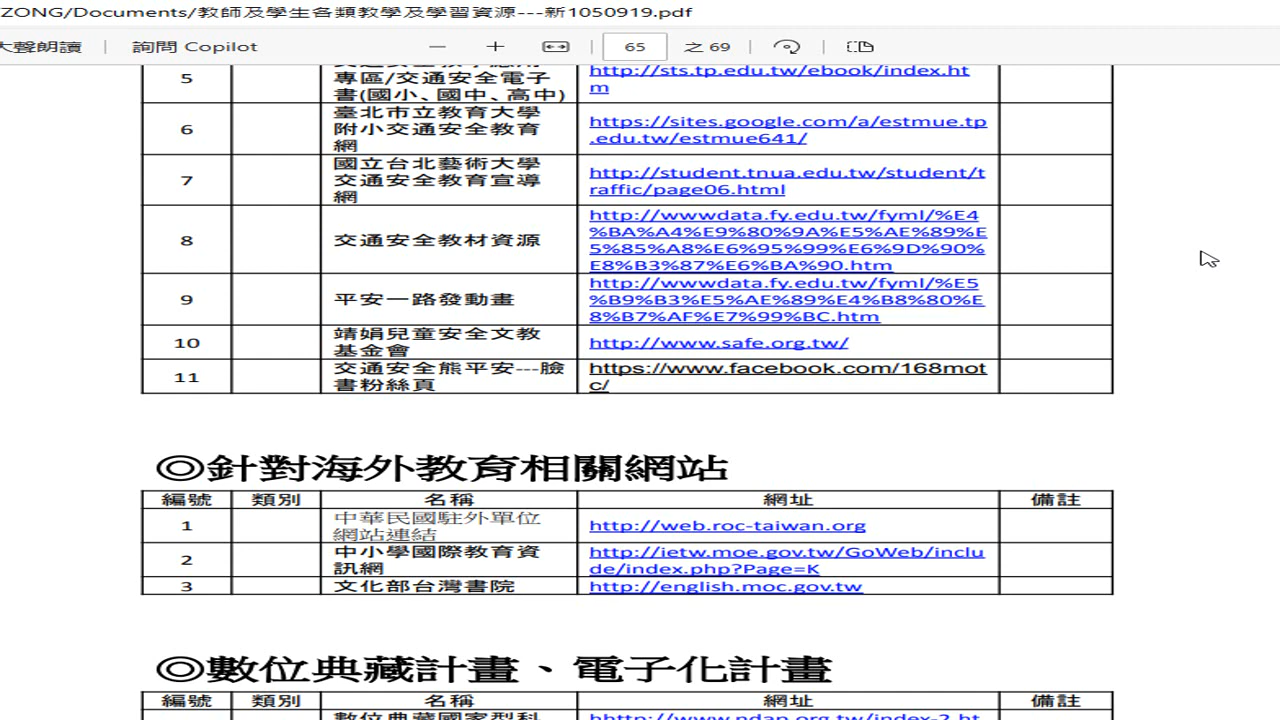 ZONG/Documents/教師及學生各類教學及學習資源---新1050919.pdf
大聲朗讀 詢問 Copilot 65 之 69
5 專區/交通安全電子 http://sts.tp.edu.tw/ebook/index.ht
書(國小、國中、高中) m
臺北市立教育大學
6 附小交通安全教育 https://sites.google.com/a/estmue.tp
網 .edu.tw/estmue641/
國立台北藝術大學
7 交通安全教育宣導 http://student.tnua.edu.tw/student/t
網 raffic/page06.html
8 交通安全教材資源 http://wwwdata.fy.edu.tw/fyml/%E4
%BA%A4%E9%80%9A%E5%AE%89%E
5%85%A8%E6%95%99%E6%9D%90%
E8%B3%87%E6%BA%90.htm
9 平安一路發動畫 http://wwwdata.fy.edu.tw/fyml/%E5
%B9%B3%E5%AE%89%E4%B8%80%E
8%B7%AF%E7%99%BC.htm
10 靖娟兒童安全文教 http://www.safe.org.tw/
基金會
11 交通安全熊平安---臉 https://www.facebook.com/168mot
書粉絲頁 c/
◎針對海外教育相關網站
編號 類別 名稱 網址 備註
1 中華民國駐外單位 http://web.roc-taiwan.org
網站連結
2 中小學國際教育資 http://ietw.moe.gov.tw/GoWeb/inclu
訊網 de/index.php?Page=K
3 文化部台灣書院 http://english.moc.gov.tw
◎數位典藏計畫、電子化計畫
編號 類別 名稱 網址 備註
數位典藏國家型科 hhttp://www.ndap.org.tw/index-2.ht